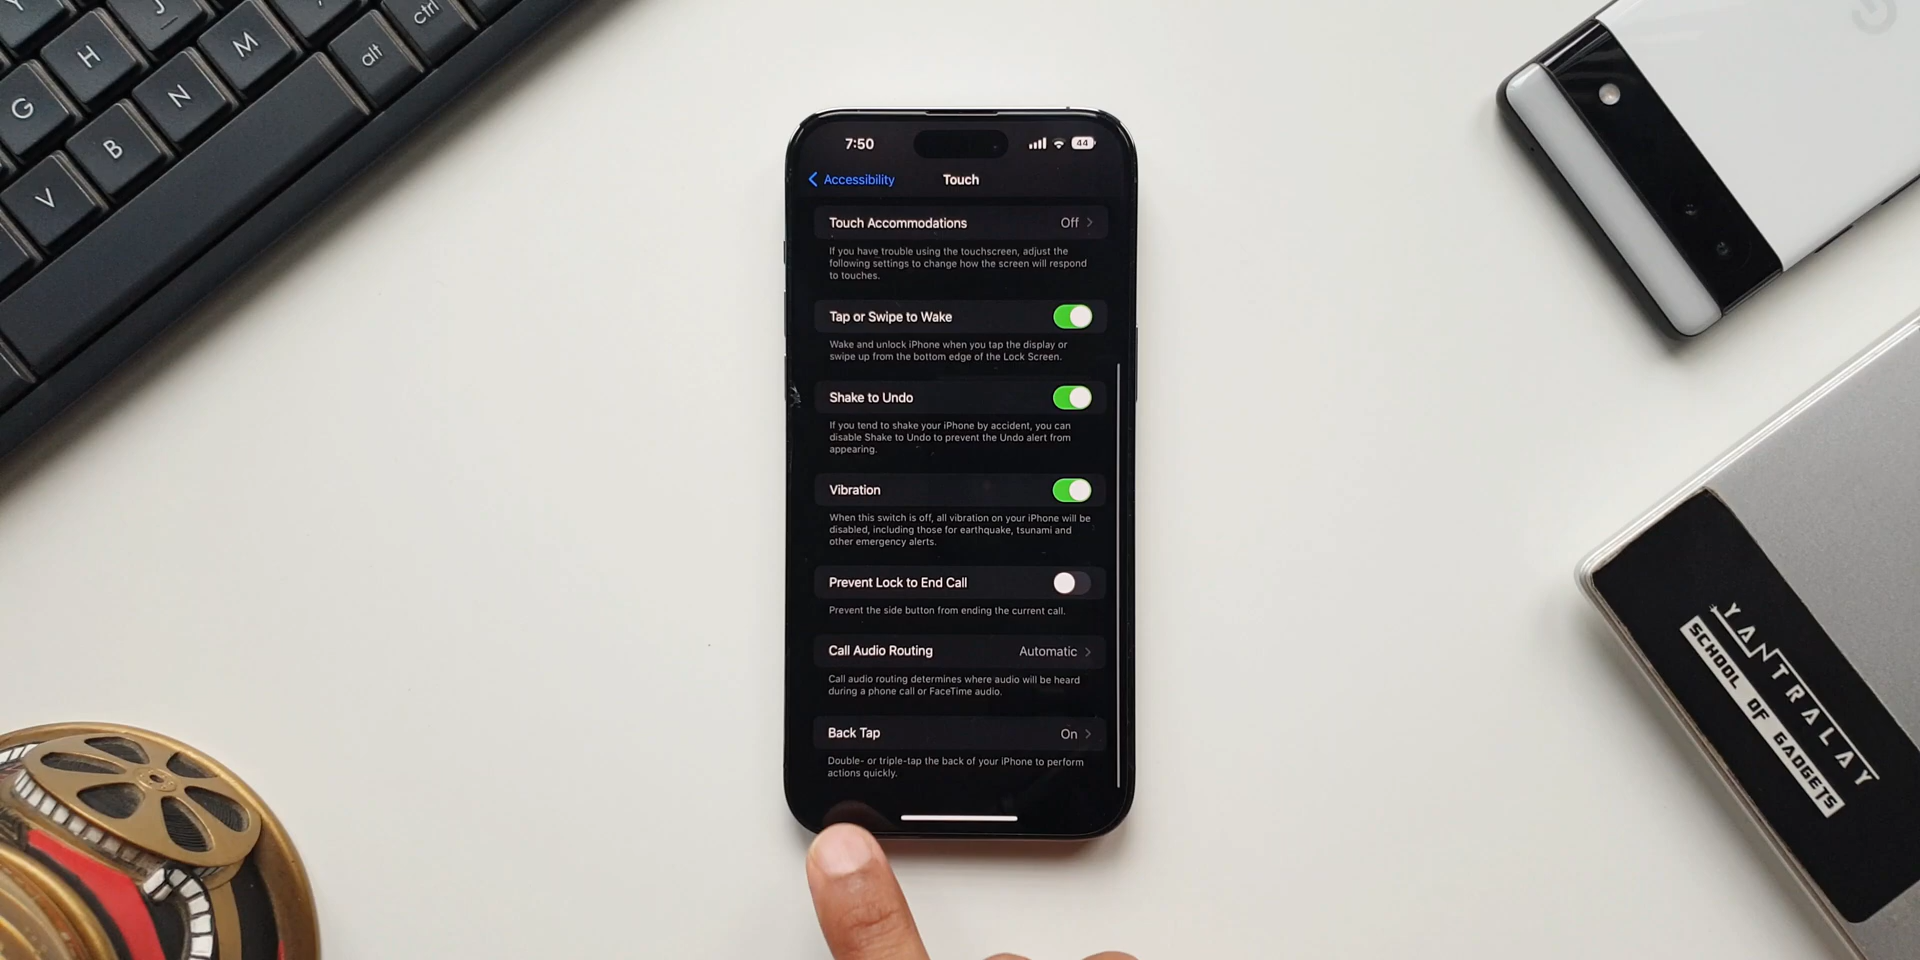 J
ctrl
H
M
alt
G
N
B
V
7:50
44
Accessibility
Touch
Touch Accommodations
Off
If you have trouble using the touchscreen, adjust the
following settings to change how the screen will respond
to touches.
Tap or Swipe to Wake
Wake and unlock iPhone when you tap the display or
swipe up from the bottom edge of the Lock Screen.
Shake to Undo
If you tend to shake your iPhone by accident, you can
disable Shake to Undo to prevent the Undo alert from
appearing.
Vibration
When this switch is off, all vibration on your iPhone will be
disabled, including those for earthquake, tsunami and
other emergency alerts.
Prevent Lock to End Call
Prevent the side button from ending the current call.
Call Audio Routing
Automatic
Call audio routing determines where audio will be heard
during a phone call or FaceTime audio.
Back Tap
On
Double- or triple-tap the back of your iPhone to perform
actions quickly.
YANTRALAY
SCHOOL OF GADGETS